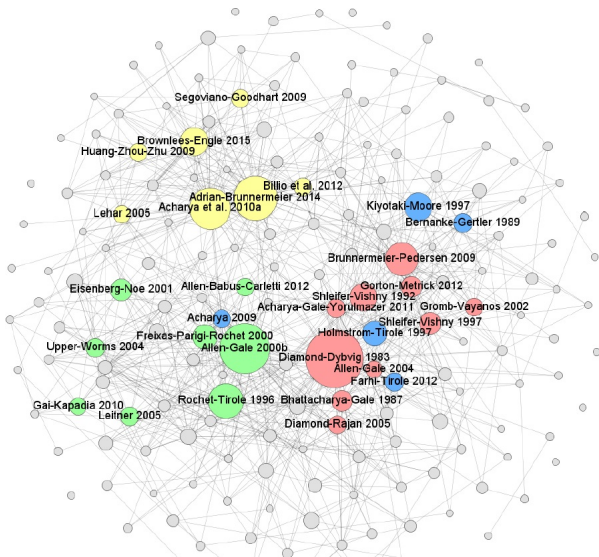 Segoviano-Goodhart 2009
Brownlees-Engle 2015
Huang-Zhou-Zhu 2009
Billio et al. 2012
Adrian-Brunnermeier 2014
Acharya et al. 2010a
Lehar 2005
Kiyotaki-Moore 1997
Bernanke-Gertler 1989
Brunnermeier-Pedersen 2009
Eisenberg-Noe 2001
Allen-Babus-Carletti 2012
Gorton-Metrick 2012
Shleifer-Vishny 1992
Acharya-Gale-Yorulmazer 2011
Gromb-Vayanos 2002
Acharya 2009
Shleifer-Vishny 1997
Holmstrom-Tirole 1997
Freixas-Parigi-Rochet 2000
Upper-Worms 2004
Allen-Gale 2000b
Diamond-Dybvig 1983
Allen-Gale 2004
Farhi-Tirole 2012
Rochet-Tirole 1996
Bhattacharya-Gale 1987
Gai-Kapadia 2010
Leitner 2005
Diamond-Rajan 2005